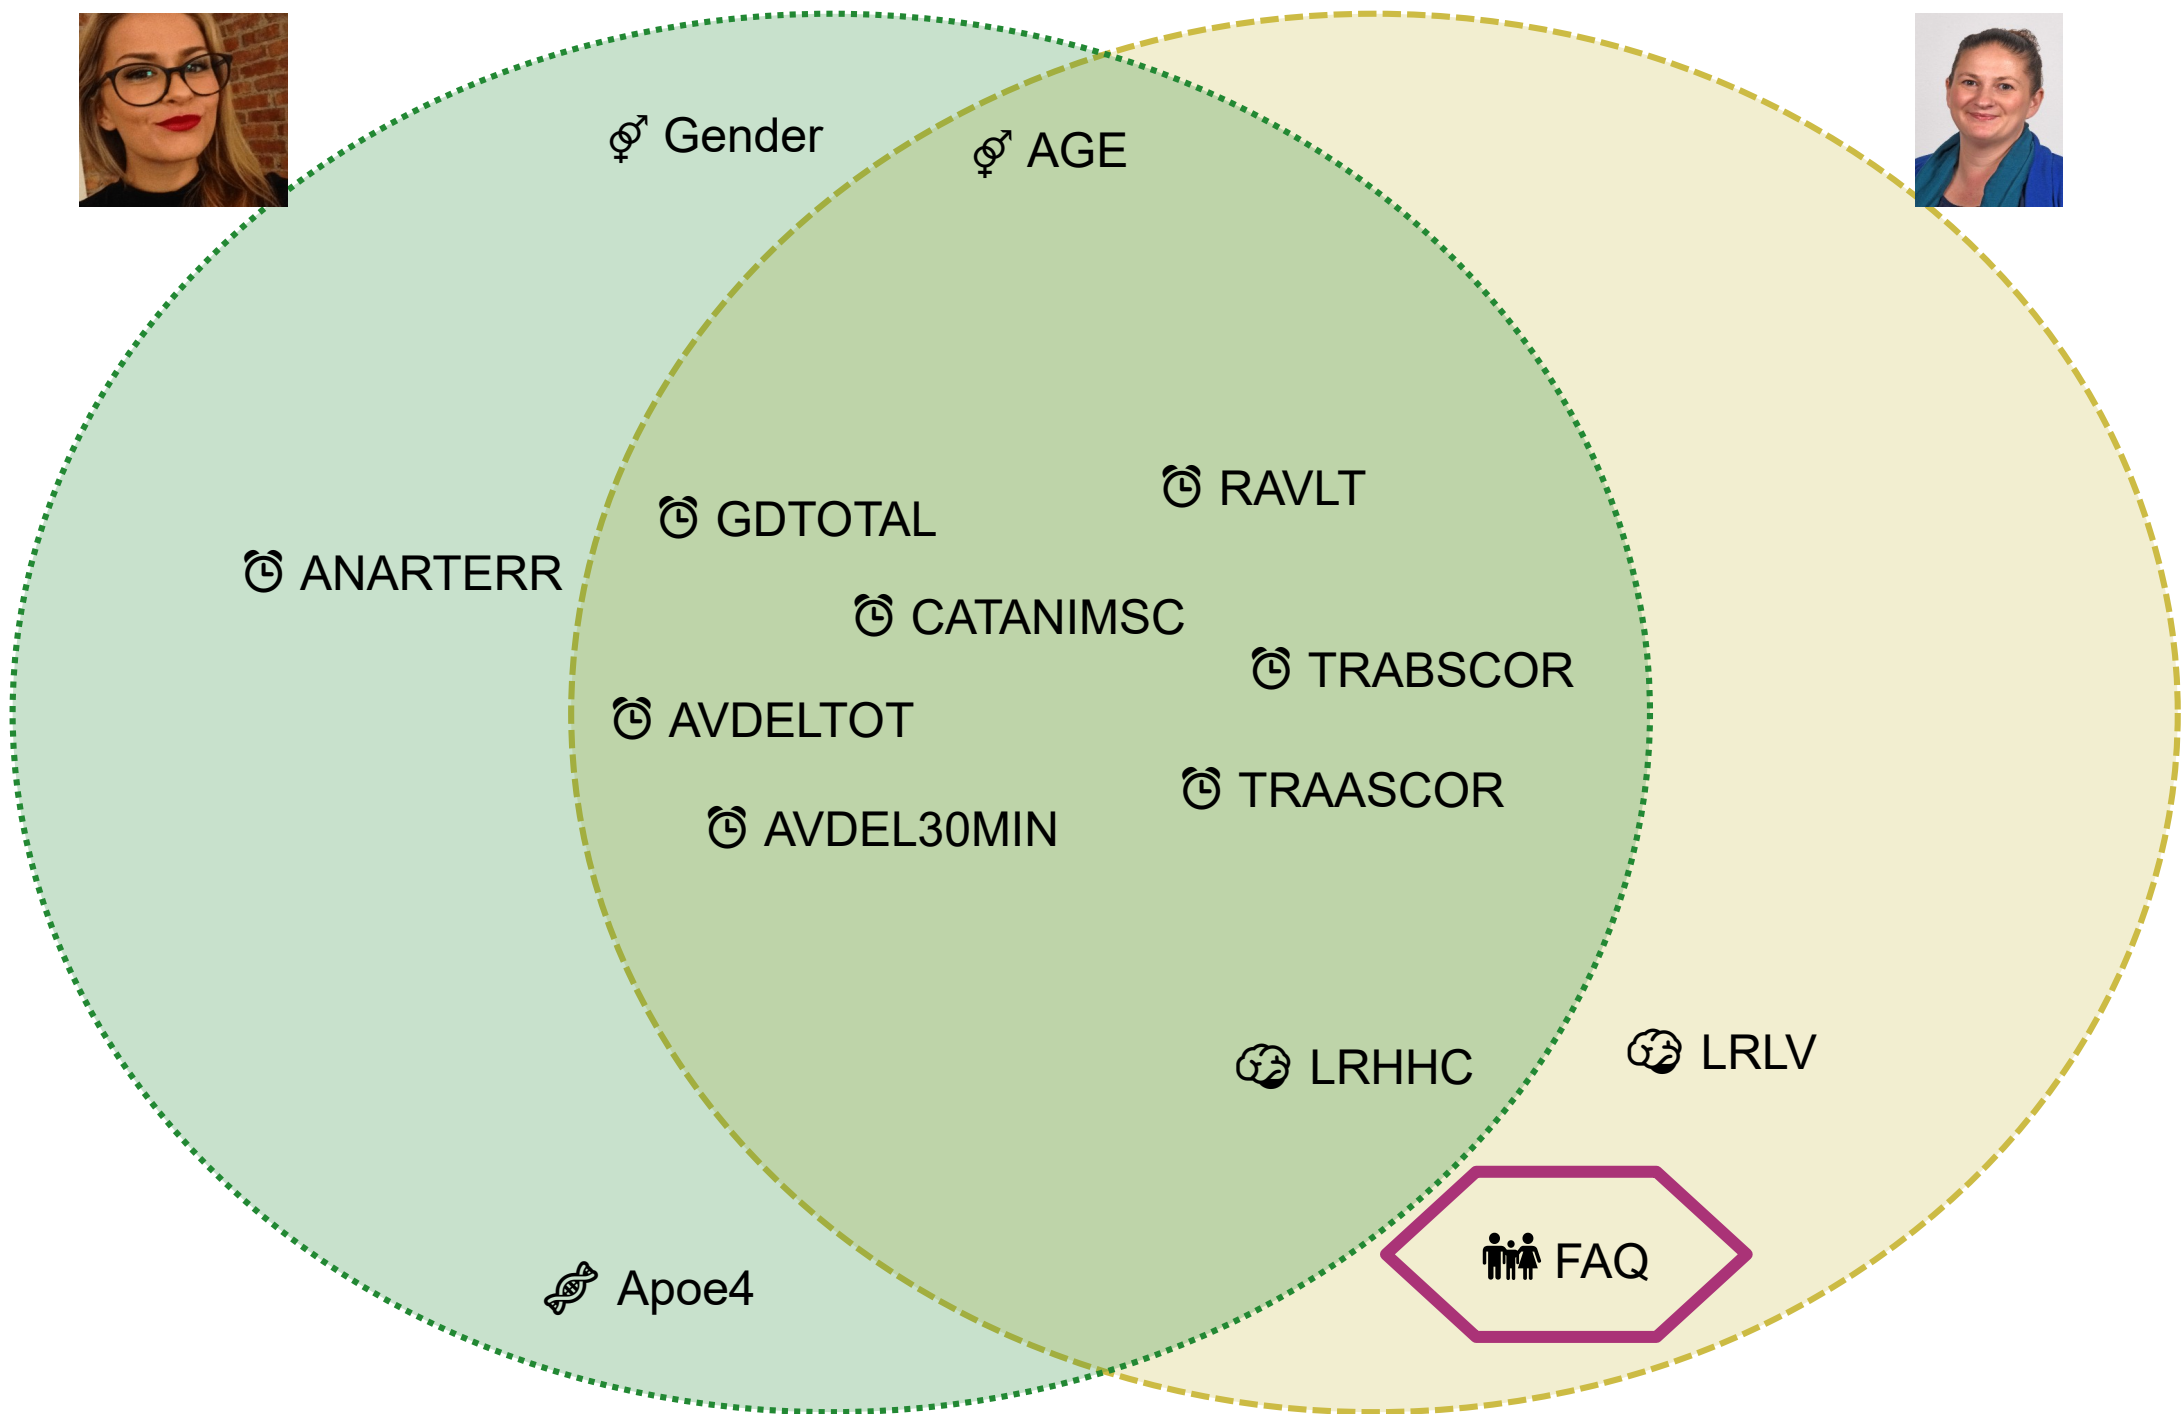 Gender
AGE
RAVLT
GDTOTAL
ANARTERR
CATANIMSC
TRABSCOR
AVDELTOT
TRAASCOR
AVDEL30MIN
LRHHC
LRLV
FAQ
Apoe4